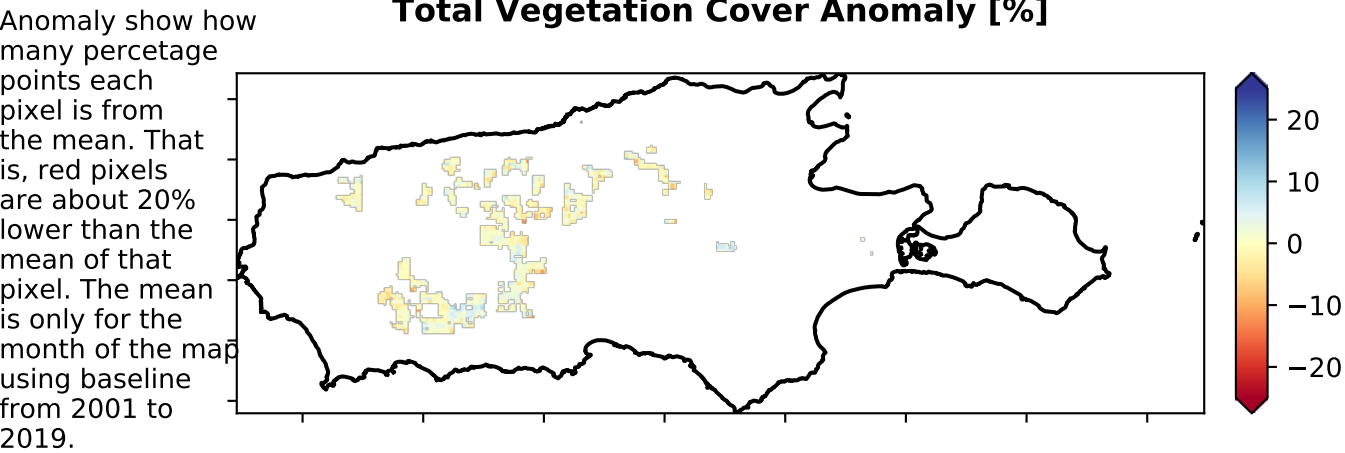 Total Vegetation Cover Anomaly [%]
Anomaly show how
many percetage
points each
pixel is from
the mean. That
is, red pixels
are about 20%
lower than the
mean of that
pixel. The mean
is only for the
month of the map
using baseline
from 2001 to
2019.
20
10
0
−10
−20